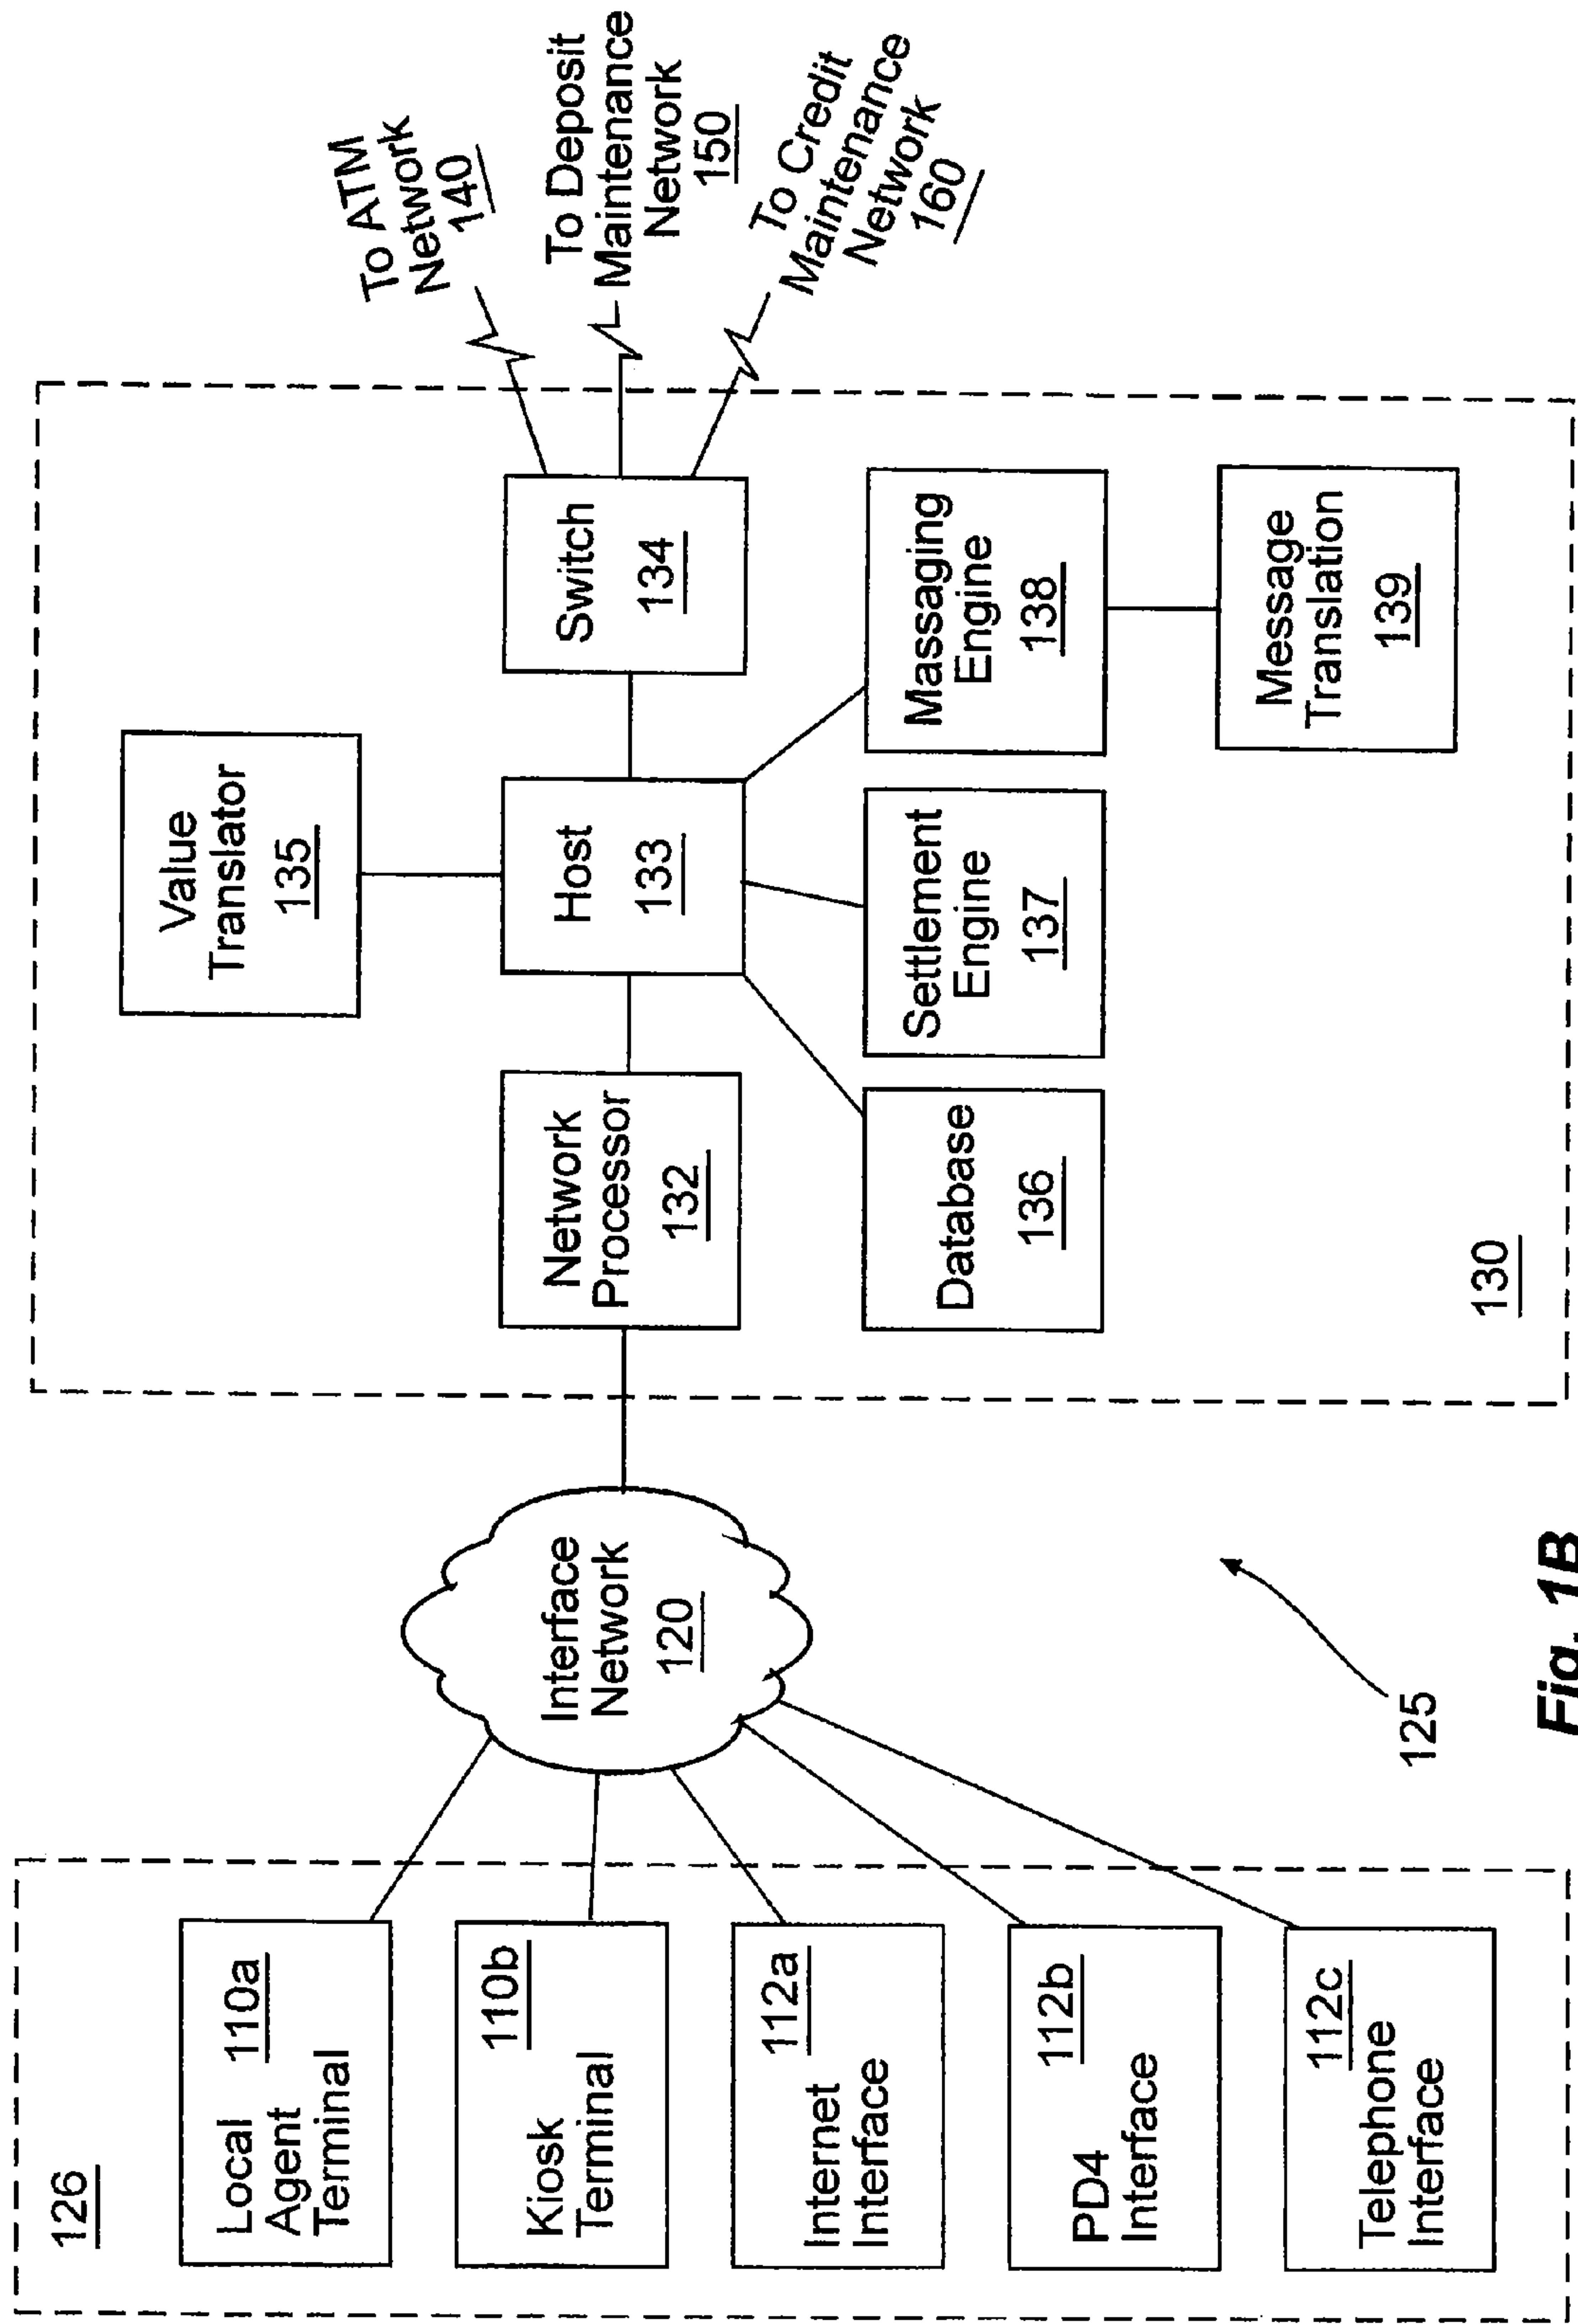 126
Local
Agent
Terminal
110a
Kiosk
Terminal
110b
Internet
Interface
112a
PD4
Interface
112b
Telephone
Interface
112c
Interface
Network
120
125
Network
Processor
132
Value
Translator
135
Host
133
Switch
134
Database
136
Settlement
Engine
137
Massaging
Engine
138
Message
Translation
139
130
To ATM
Network
140
To Deposit
Maintenance
Network
150
To Credit
Maintenance
Network
160
Fig. 1B